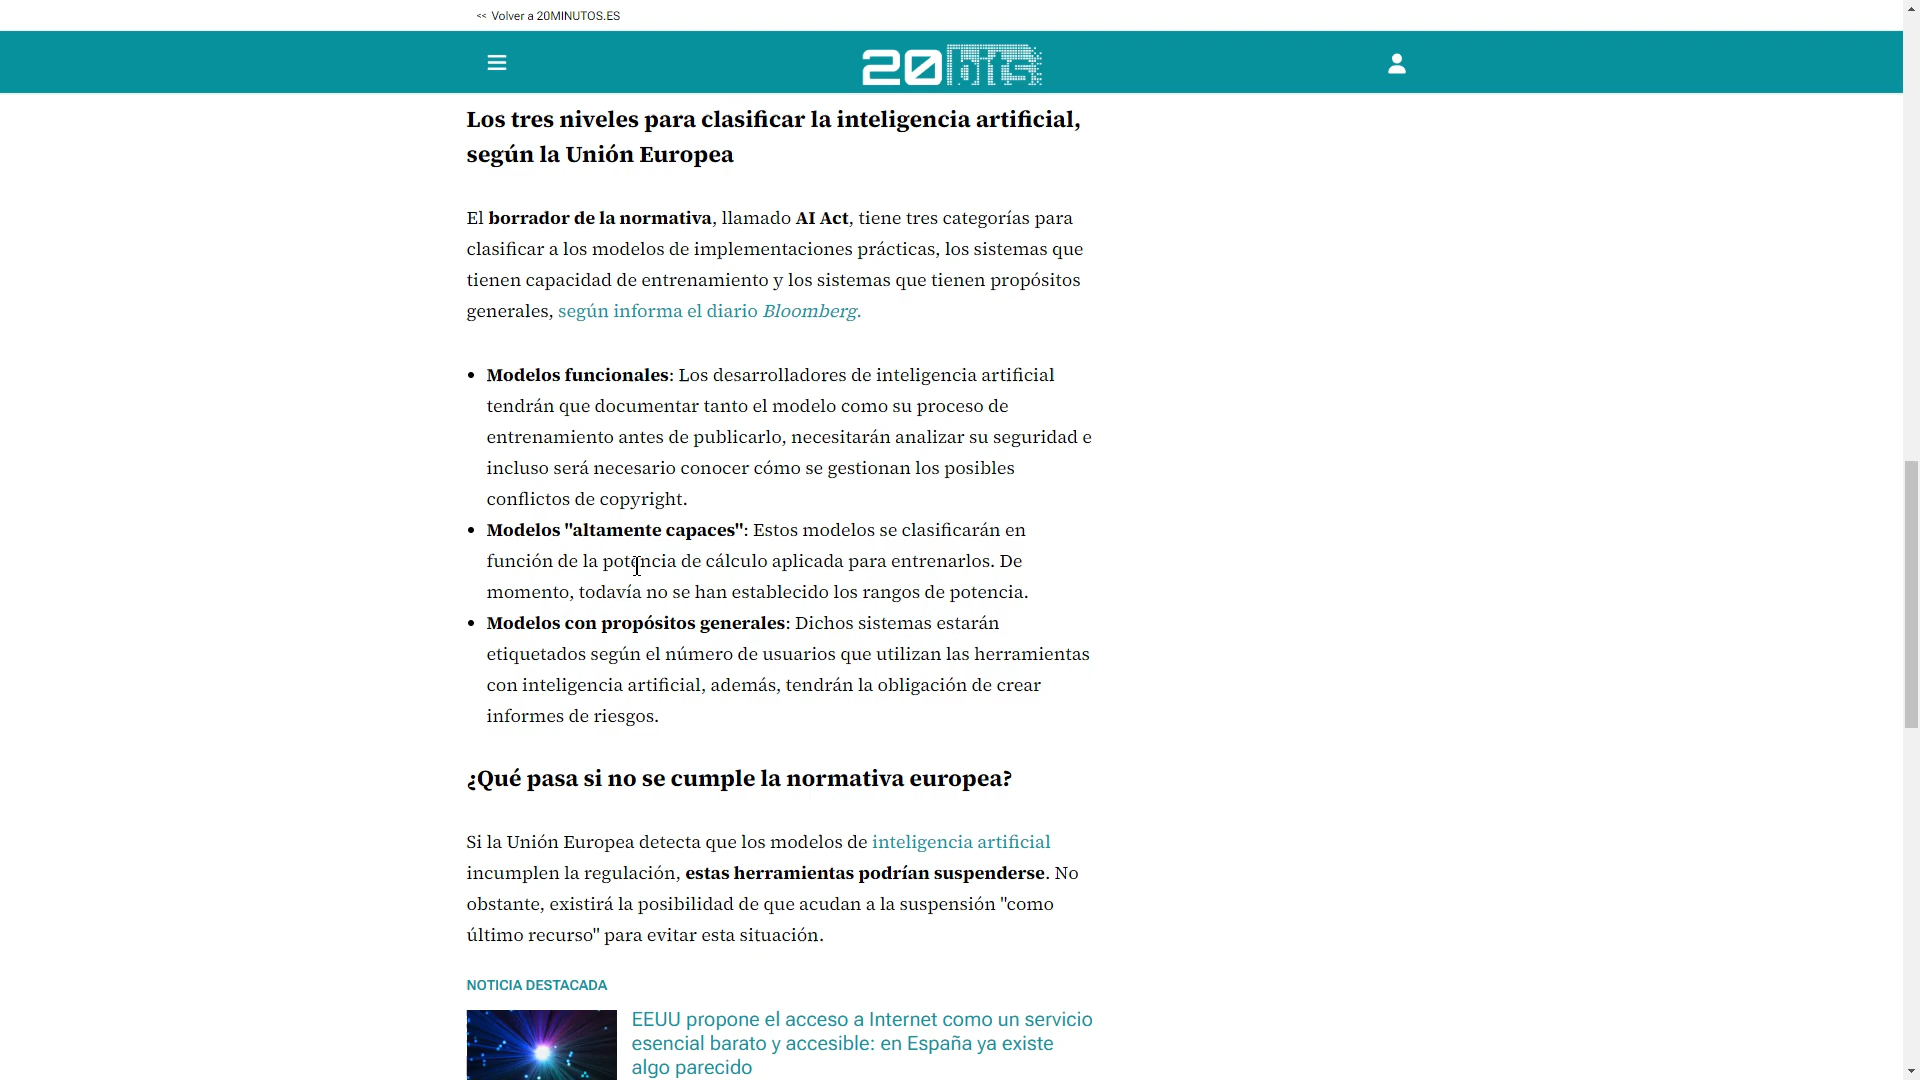 << Volver a 20MINUTOS.ES
20bits
Los tres niveles para clasificar la inteligencia artificial,
según la Unión Europea
El borrador de la normativa, llamado AI Act, tiene tres categorías para
clasificar a los modelos de implementaciones prácticas, los sistemas que
tienen capacidad de entrenamiento y los sistemas que tienen propósitos
generales, según informa el diario Bloomberg.
• Modelos funcionales: Los desarrolladores de inteligencia artificial
tendrán que documentar tanto el modelo como su proceso de
entrenamiento antes de publicarlo, necesitarán analizar su seguridad e
incluso será necesario conocer cómo se gestionan los posibles
conflictos de copyright.
• Modelos "altamente capaces": Estos modelos se clasificarán en
función de la potencia de cálculo aplicada para entrenarlos. De
momento, todavía no se han establecido los rangos de potencia.
• Modelos con propósitos generales: Dichos sistemas estarán
etiquetados según el número de usuarios que utilizan las herramientas
con inteligencia artificial, además, tendrán la obligación de crear
informes de riesgos.
¿Qué pasa si no se cumple la normativa europea?
Si la Unión Europea detecta que los modelos de inteligencia artificial
incumplen la regulación, estas herramientas podrían suspenderse. No
obstante, existirá la posibilidad de que acudan a la suspensión "como
último recurso" para evitar esta situación.
NOTICIA DESTACADA
EEUU propone el acceso a Internet como un servicio
esencial barato y accesible: en España ya existe
algo parecido